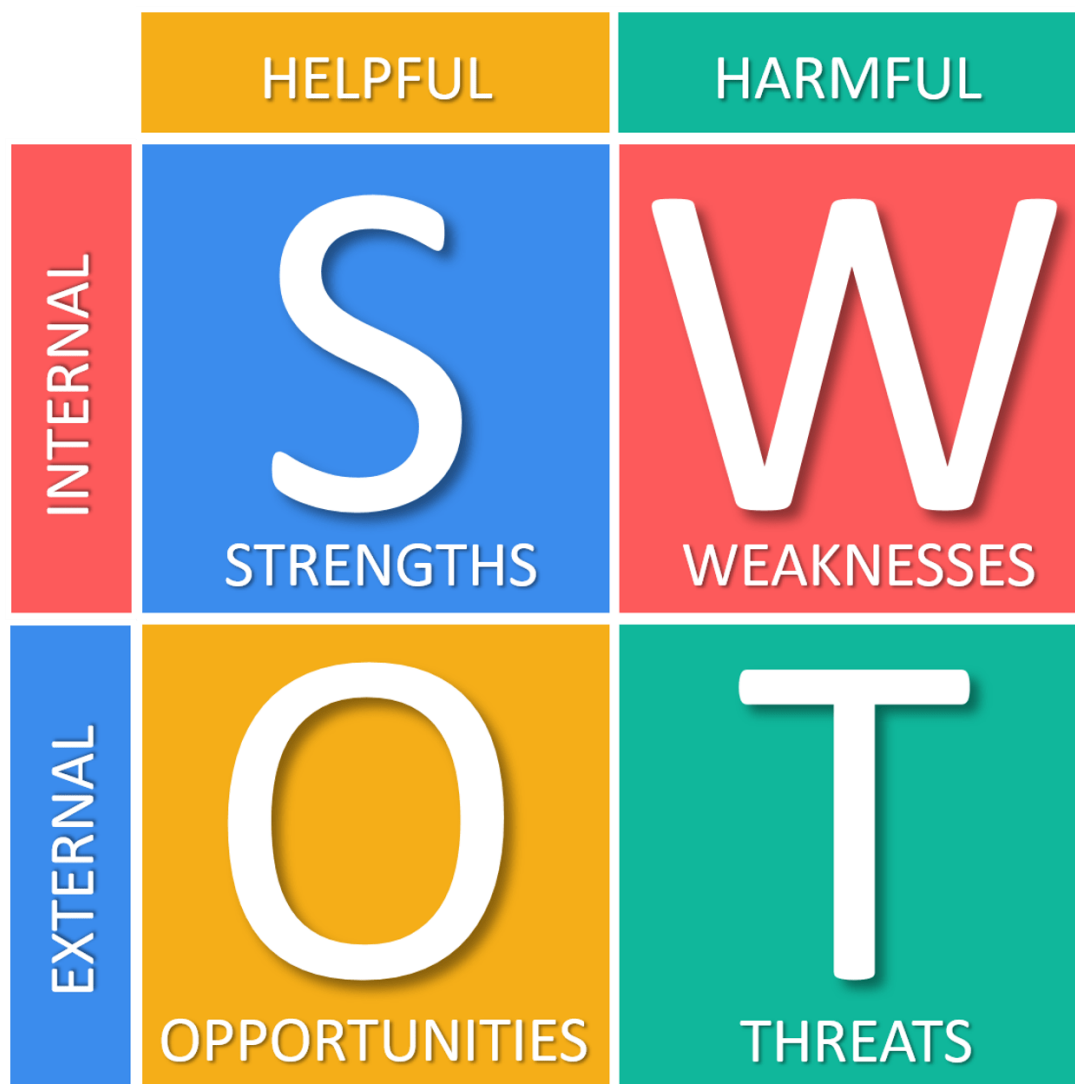 HELPFUL
HARMFUL
INTERNAL
S
STRENGTHS
W
WEAKNESSES
EXTERNAL
O
OPPORTUNITIES
T
THREATS